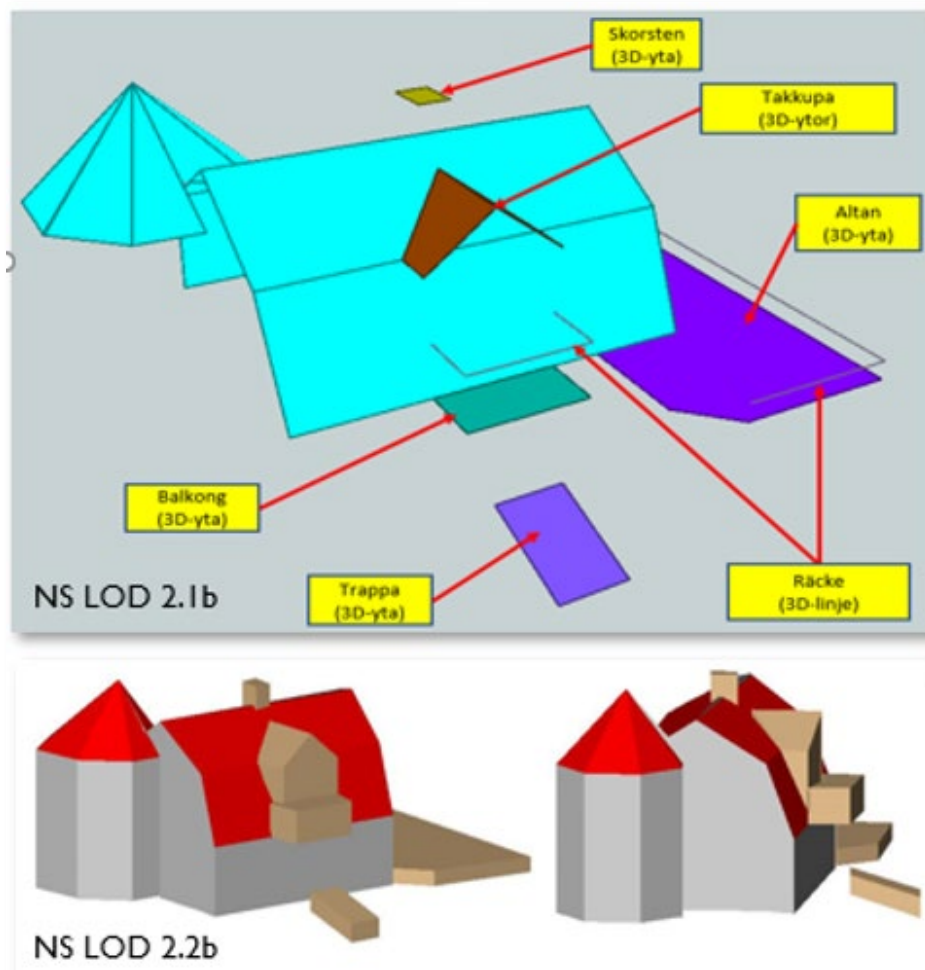 Skorsten
(3D-yta)
Takkupa
(3D-ytor)
Altan
(3D-yta)
Balkong
(3D-yta)
Trappa
(3D-yta)
Räcke
(3D-linje)
NS LOD 2.1b
NS LOD 2.2b